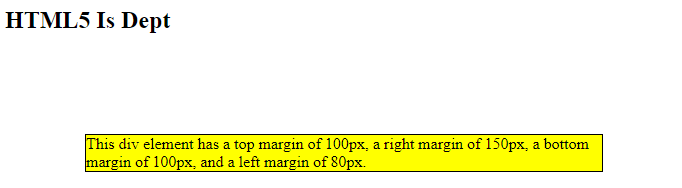 HTML5 Is Dept
This div element has a top margin of 100px, a right margin of 150px, a bottom
margin of 100px, and a left margin of 80px.